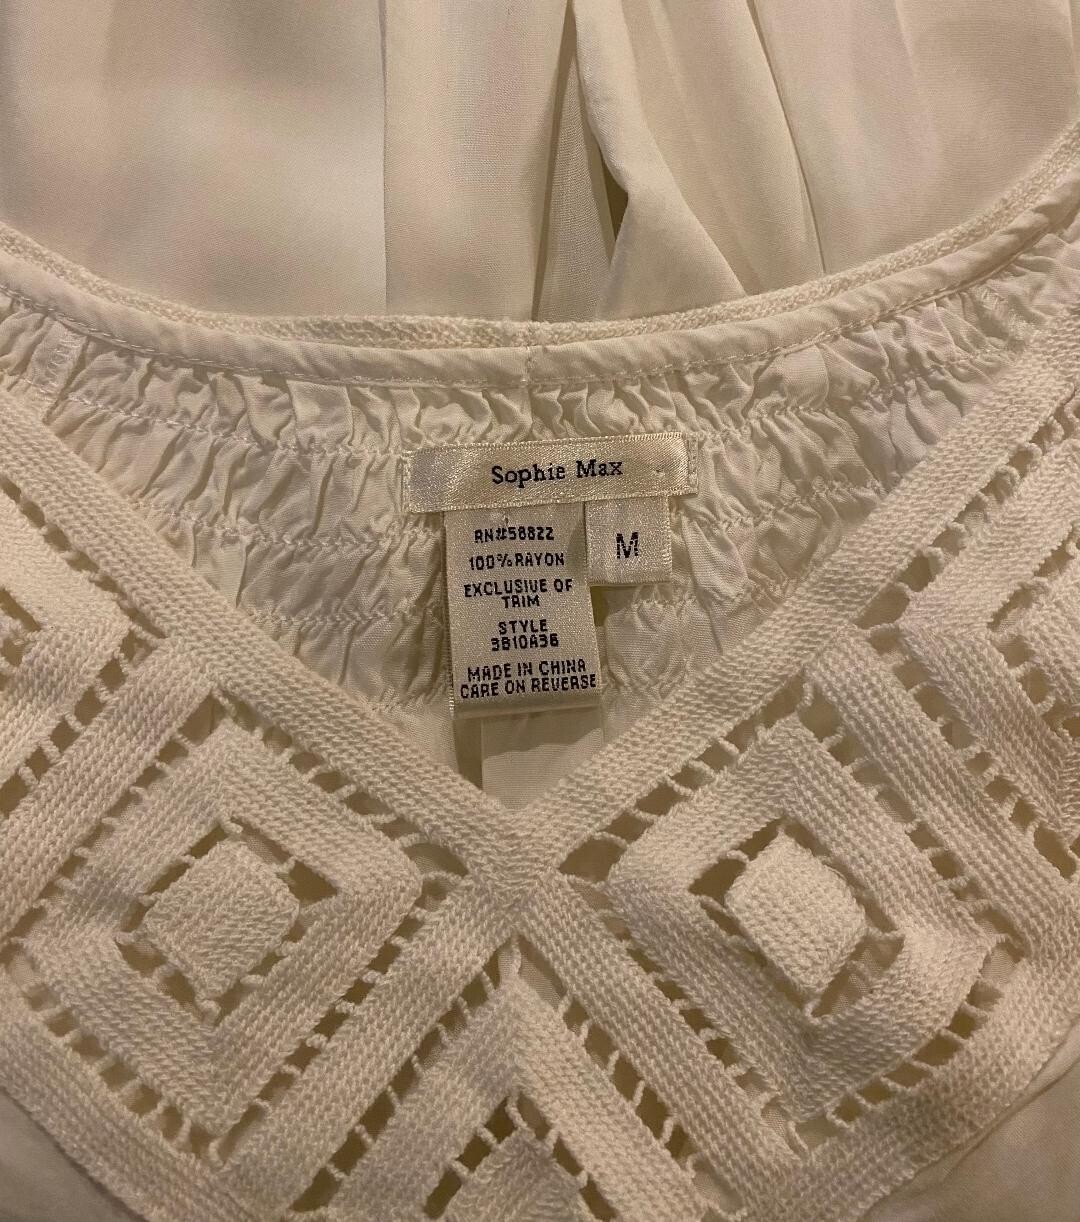 Sophie Max
RN#58822
100% RAYON
EXCLUSIVE OF
TRIM
STYLE
3B10A36
MADE IN CHINA
CARE ON REVERSE
M